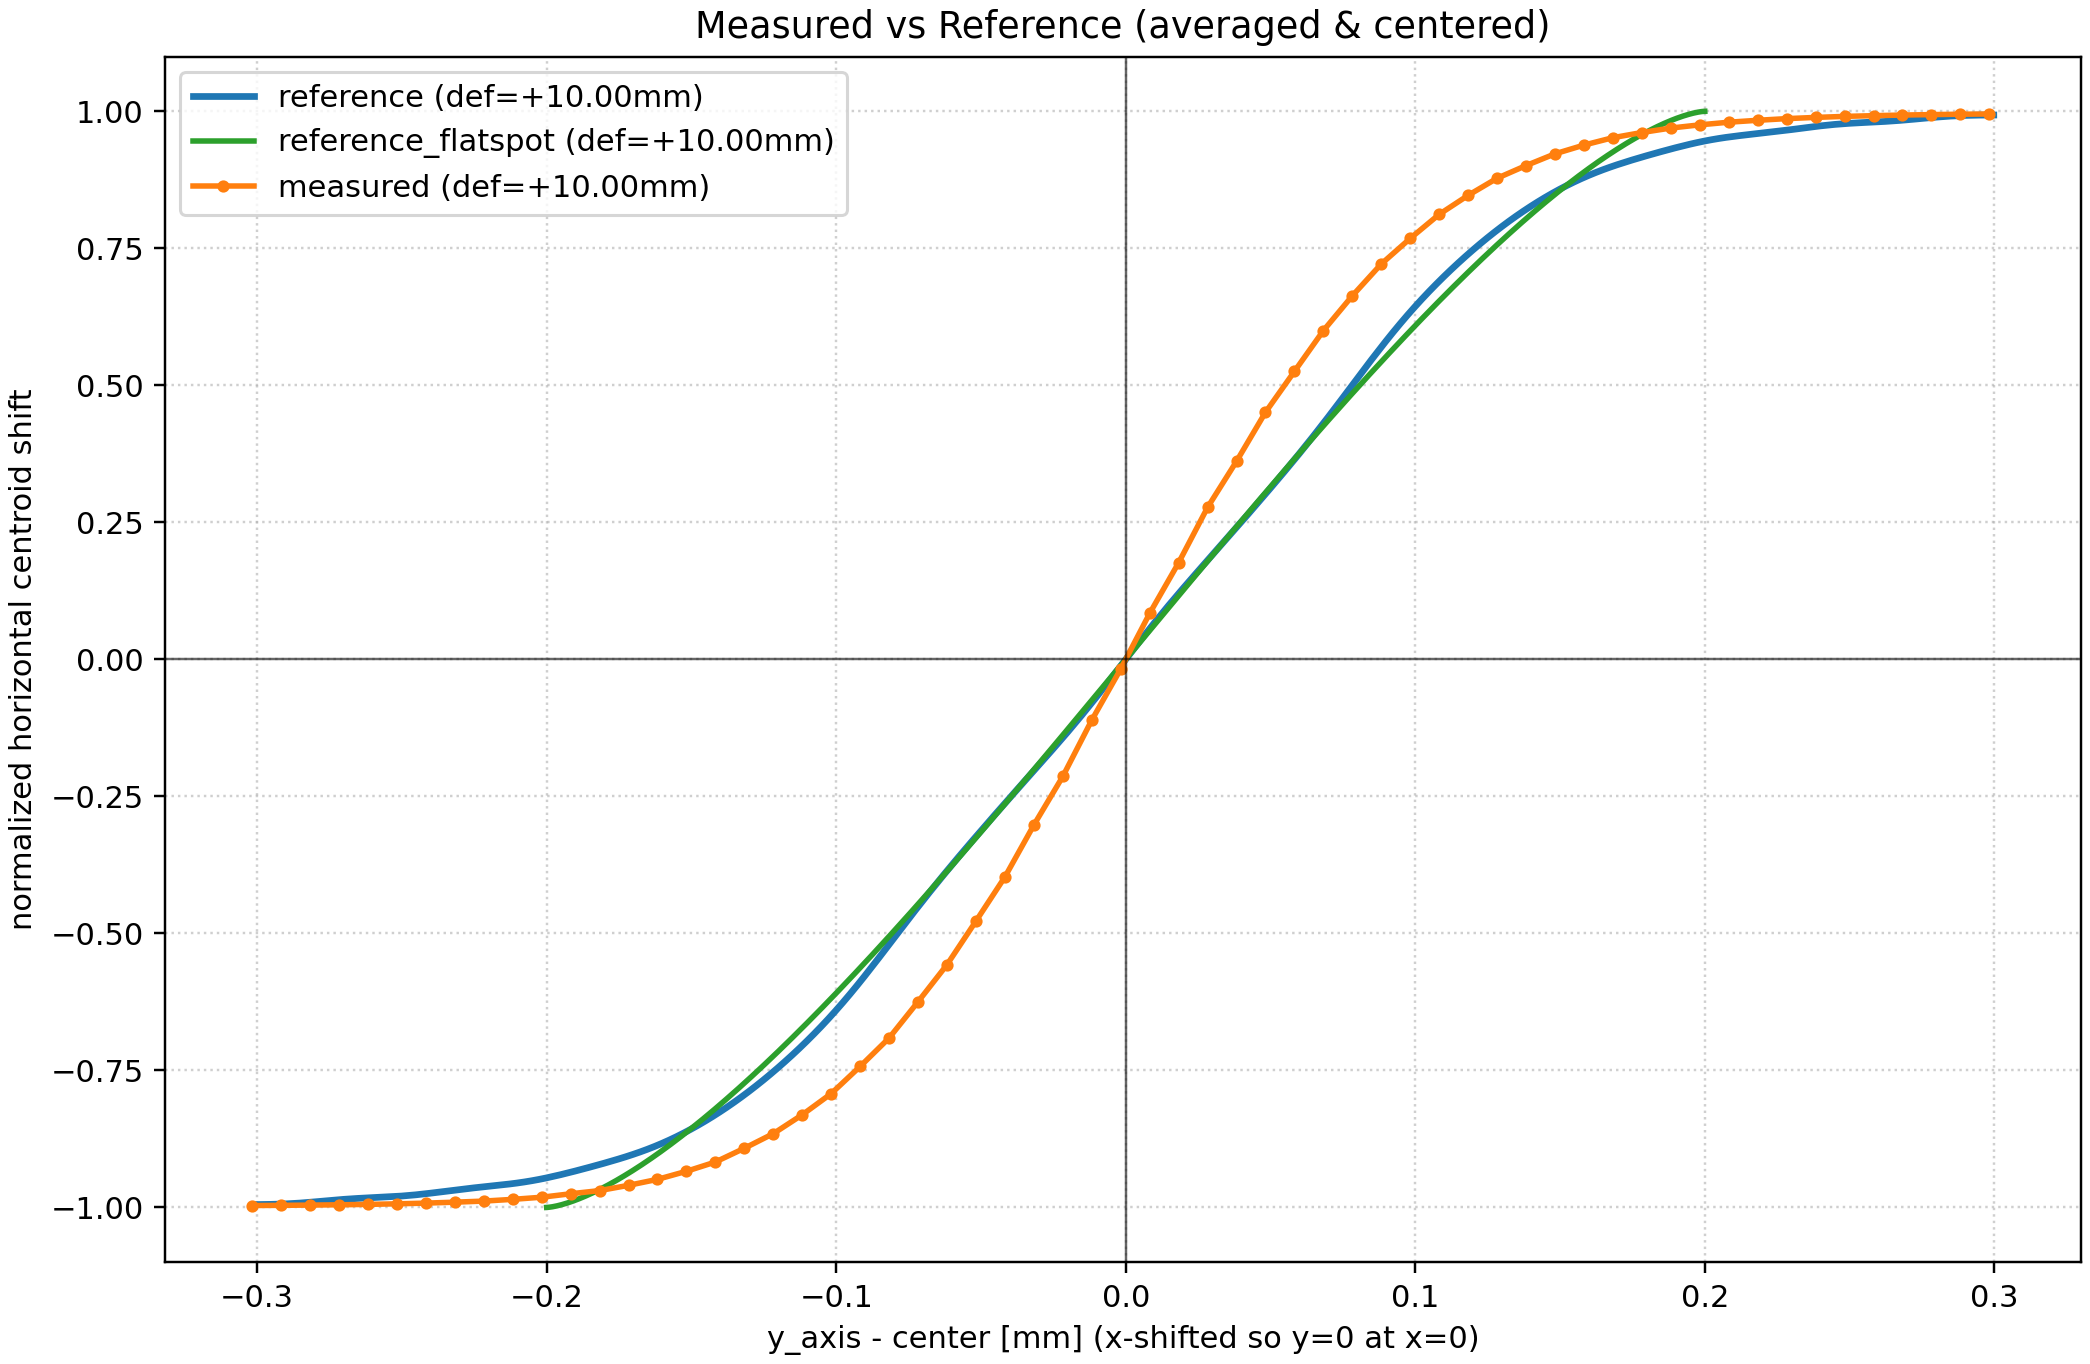 Measured vs Reference (averaged & centered)
reference (def=+10.00mm)
reference_flatspot (def=+10.00mm)
measured (def=+10.00mm)
normalized horizontal centroid shift
1.00
0.75
0.50
0.25
0.00
−0.25
−0.50
−0.75
−1.00
−0.3
−0.2
−0.1
0.0
0.1
0.2
0.3
y_axis - center [mm] (x-shifted so y=0 at x=0)